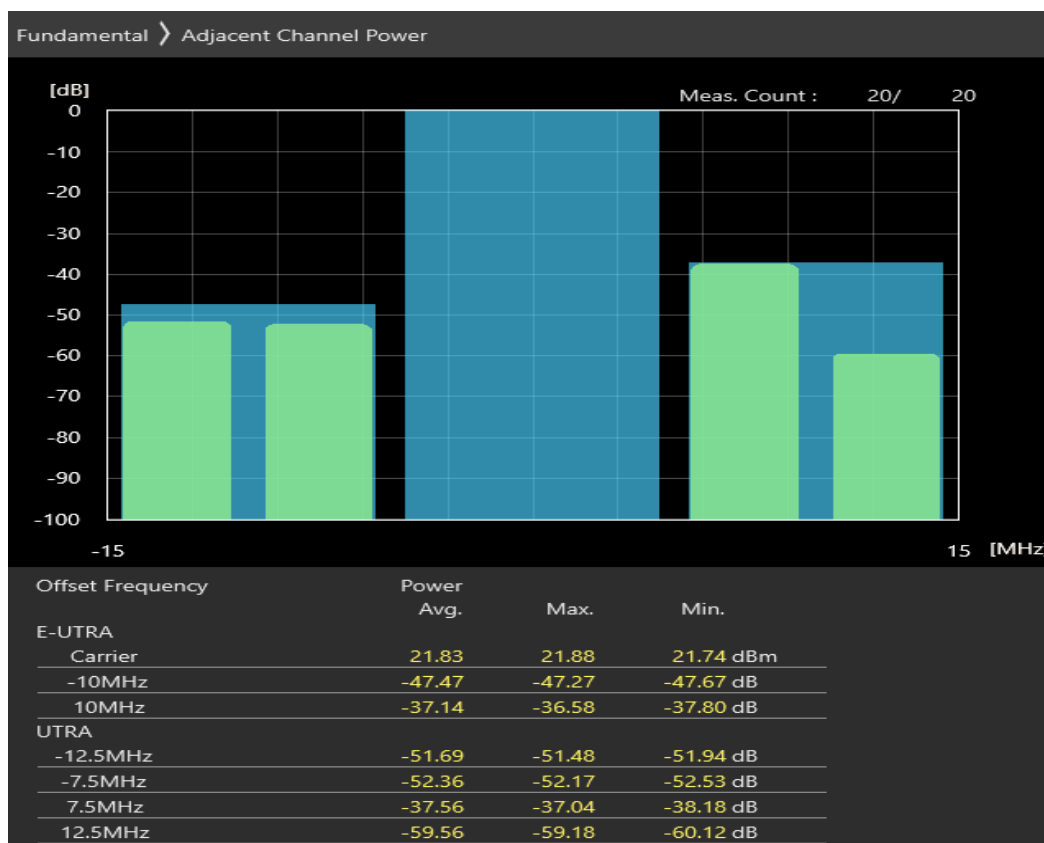 Fundamental 〉 Adjacent Channel Power
[dB]
Meas. Count : 20/ 20
0
-10
-20
-30
-40
-50
-60
-70
-80
-90
-100
-15 15 [MHz
Offset Frequency Power
Avg. Max. Min.
E-UTRA
Carrier 21.83 21.88 21.74 dBm
-10MHz -47.47 -47.27 -47.67 dB
10MHz -37.14 -36.58 -37.80 dB
UTRA
-12.5MHz -51.69 -51.48 -51.94 dB
-7.5MHz -52.36 -52.17 -52.53 dB
7.5MHz -37.56 -37.04 -38.18 dB
12.5MHz -59.56 -59.18 -60.12 dB